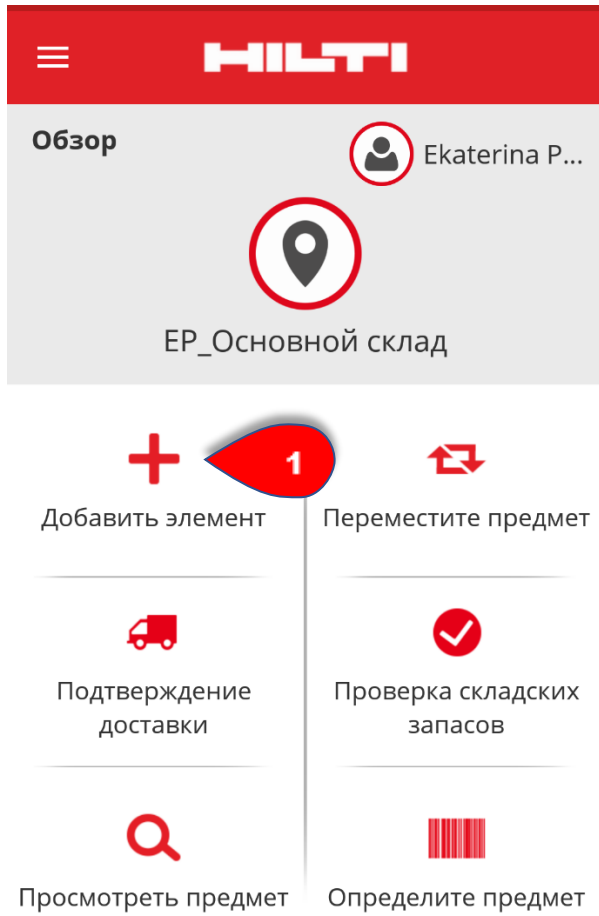 HILTI
Обзор
Ekaterina P...
EP_Основной склад
1
Добавить элемент
Переместите предмет
Подтверждение
доставки
Проверка складских
запасов
Просмотреть предмет
Определите предмет